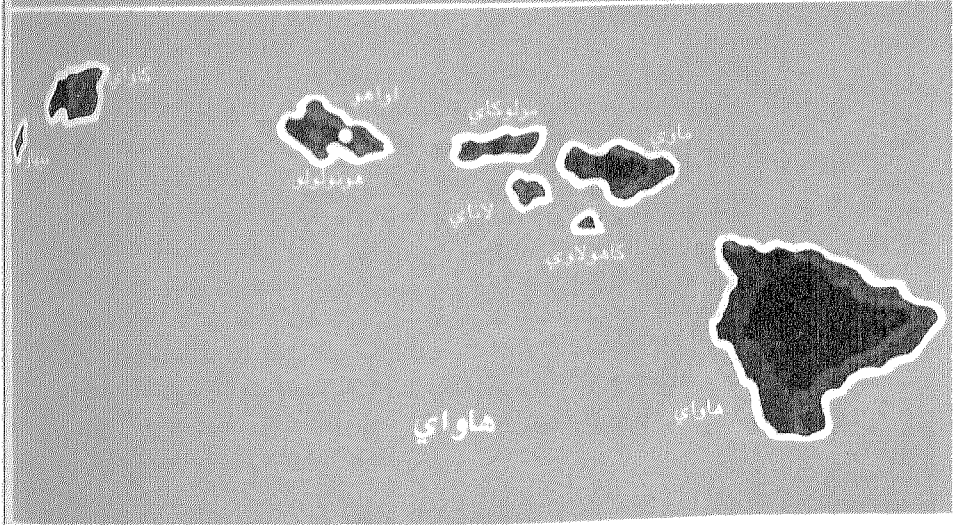 كاواي
اواهو
مولوكاي
ماوي
هونولولو
لاناي
كاهولاوي
هاواي
هاواي